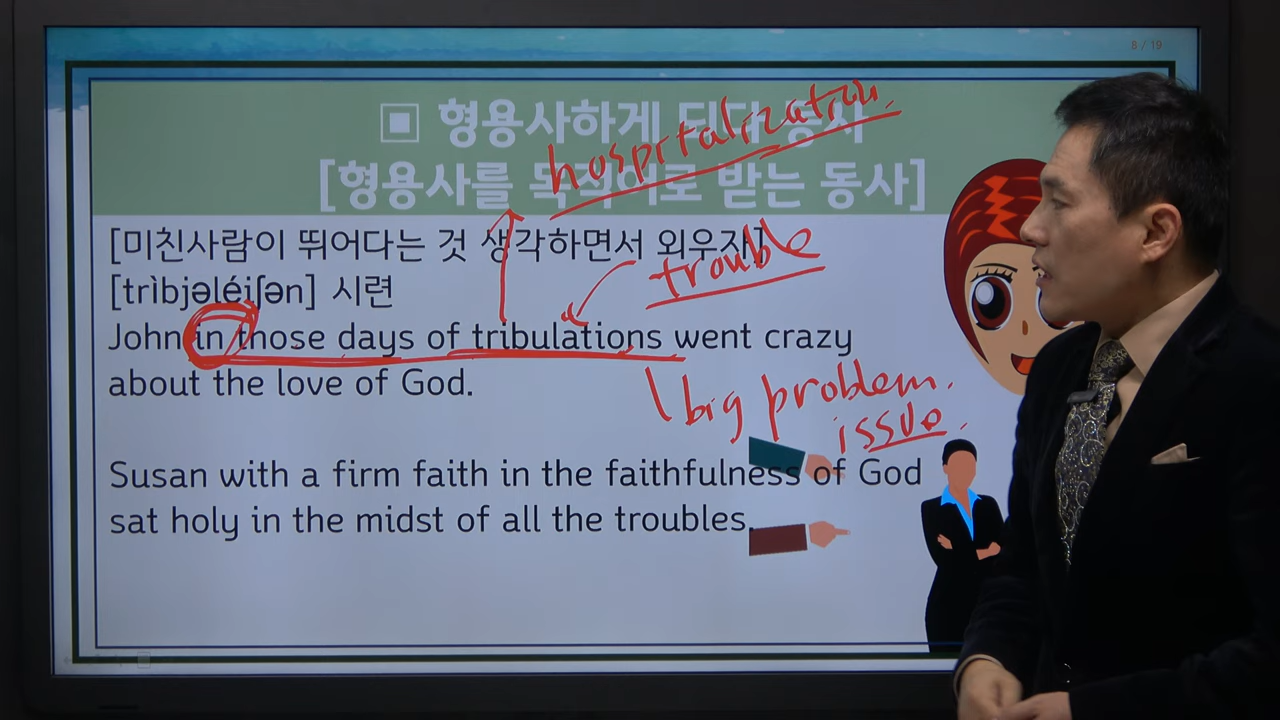 8 / 19
▣ 형용사하게 되다 동사
[형용사를 목적어로 받는 동사]
hospitalization.
[미친사람이 뛰어다는 것 생각하면서 외우자]
trouble
[trìbjəléiʃən] 시련
John in those days of tribulations went crazy
about the love of God.
big problem.
issue.
Susan with a firm faith in the faithfulness of God
sat holy in the midst of all the troubles.